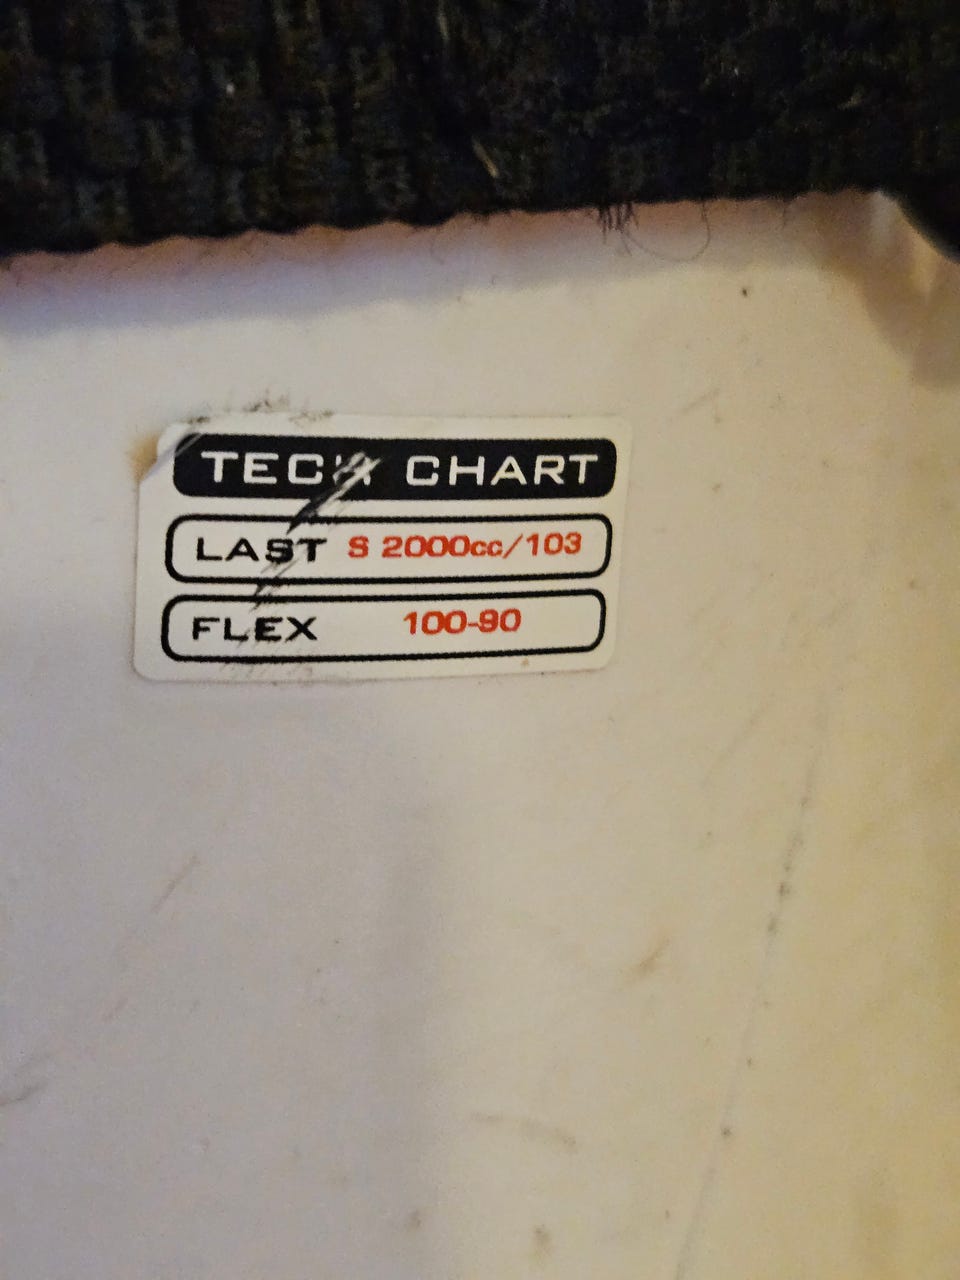 TECH CHART
LAST S 2000cc/103
FLEX 100-90